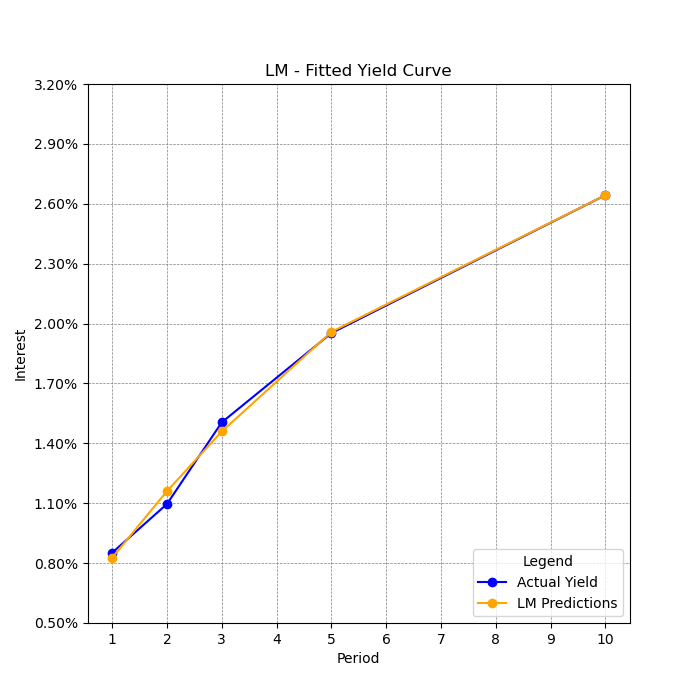 LM - Fitted Yield Curve
3.20%
2.90%
2.60%
2.30%
2.00%
1.70%
1.40%
1.10%
0.80%
0.50%
Interest
1 2 3 4 5 6 7 8 9 10
Period
Legend
Actual Yield
LM Predictions